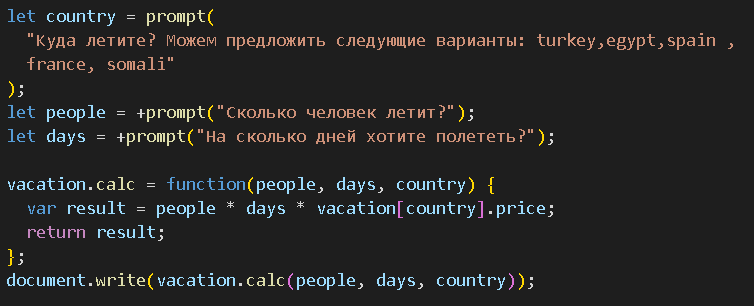 let country = prompt(
"Куда летите? Можем предложить следующие варианты: turkey,egypt,spain ,
france, somali"
);
let people = +prompt("Сколько человек летит?");
let days = +prompt("На сколько дней хотите полететь?");
vacation.calc = function(people, days, country) {
var result = people * days * vacation[country].price;
return result;
};
document.write(vacation.calc(people, days, country));